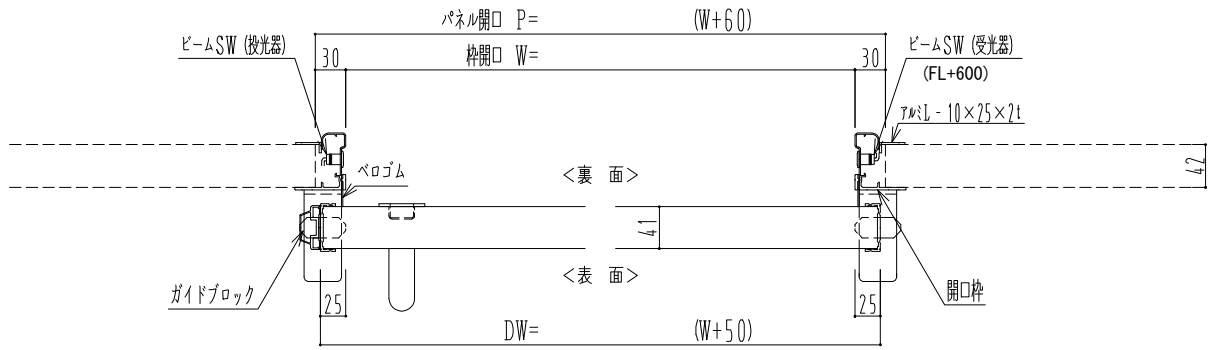 パネル開口 P= (W+60)
ビームSW (投光器)
30
枠開口 W=
30
ビームSW (受光器)
(FL+600)
アルミL - 10×25×2t
ベロゴム
<裏 面>
42
41
<表 面>
ガイドブロック
25
25
開口枠
DW= (W+50)